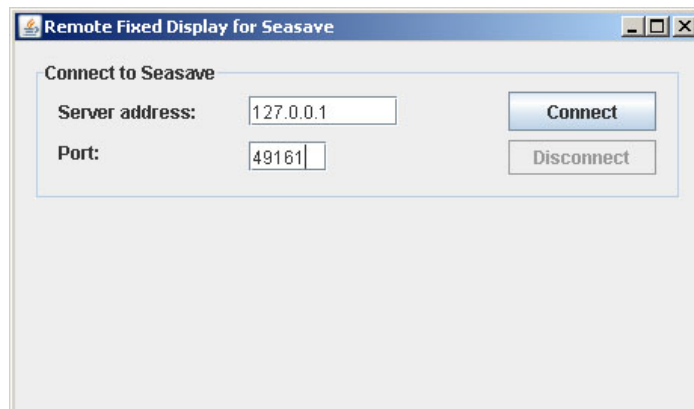 Remote Fixed Display for Seasave
Connect to Seasave
Server address: 127.0.0.1 Connect
Port: 49161 Disconnect